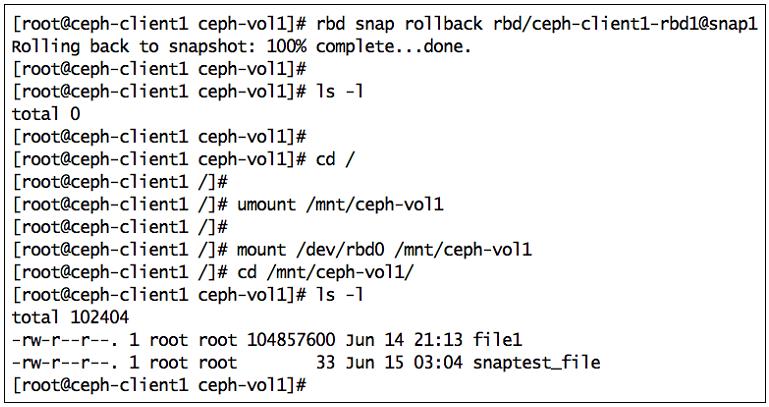 [root@ceph-client1 ceph-vol1]# rbd snap rollback rbd/ceph-client1-rbd1@snap1
Rolling back to snapshot: 100% complete...done.
[root@ceph-client1 ceph-vol1]#
[root@ceph-client1 ceph-vol1]# ls -l
total 0
[root@ceph-client1 ceph-vol1]#
[root@ceph-client1 ceph-vol1]# cd /
[root@ceph-client1 /]#
[root@ceph-client1 /]# umount /mnt/ceph-vol1
[root@ceph-client1 /]#
[root@ceph-client1 /]# mount /dev/rbd0 /mnt/ceph-vol1
[root@ceph-client1 /]# cd /mnt/ceph-vol1/
[root@ceph-client1 ceph-vol1]# ls -l
total 102404
-rw-r--r--. 1 root root 104857600 Jun 14 21:13 file1
-rw-r--r--. 1 root root        33 Jun 15 03:04 snaptest_file
[root@ceph-client1 ceph-vol1]#